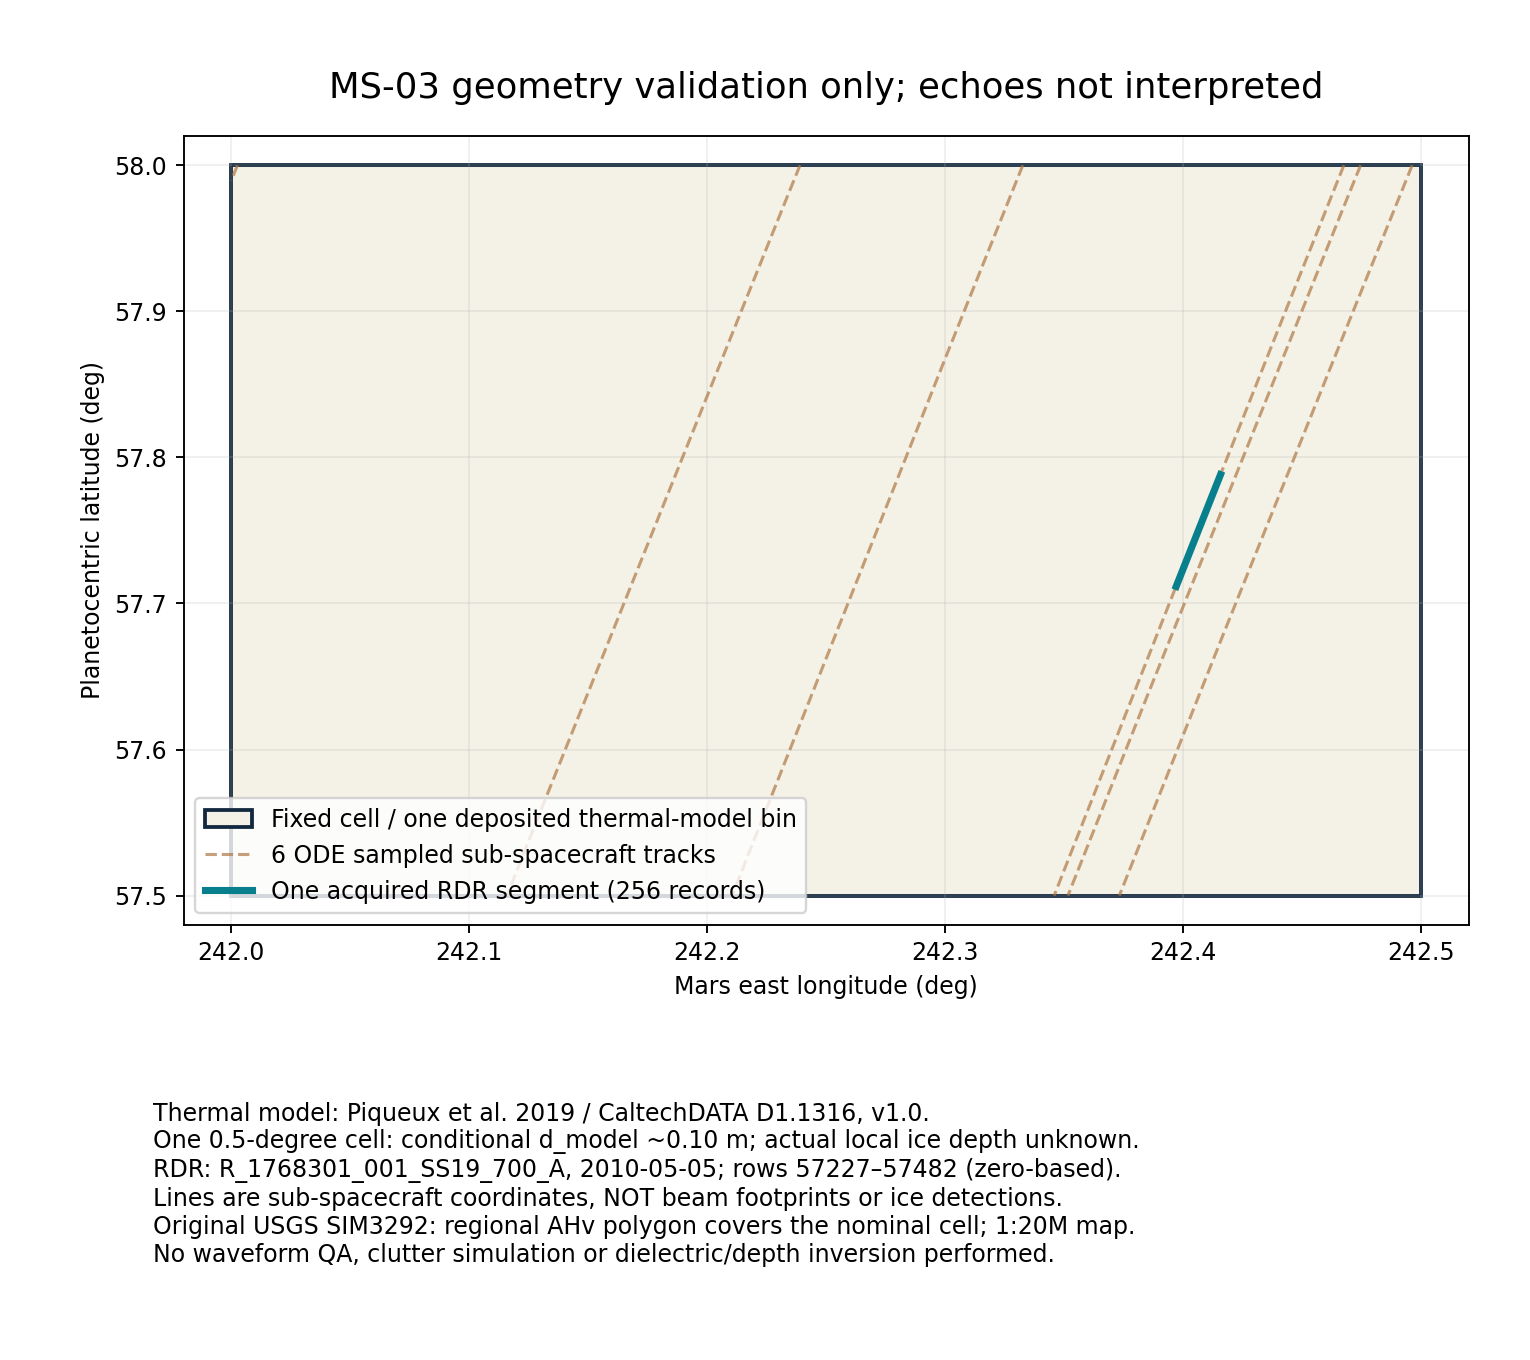 MS-03 geometry validation only; echoes not interpreted
58.0
57.9
57.8
57.7
57.6
57.5
Planetocentric latitude (deg)
Fixed cell / one deposited thermal-model bin
6 ODE sampled sub-spacecraft tracks
One acquired RDR segment (256 records)
242.0 242.1 242.2 242.3 242.4 242.5
Mars east longitude (deg)
Thermal model: Piqueux et al. 2019 / CaltechDATA D1.1316, v1.0.
One 0.5-degree cell: conditional d_model ~0.10 m; actual local ice depth unknown.
RDR: R_1768301_001_SS19_700_A, 2010-05-05; rows 57227–57482 (zero-based).
Lines are sub-spacecraft coordinates, NOT beam footprints or ice detections.
Original USGS SIM3292: regional AHv polygon covers the nominal cell; 1:20M map.
No waveform QA, clutter simulation or dielectric/depth inversion performed.